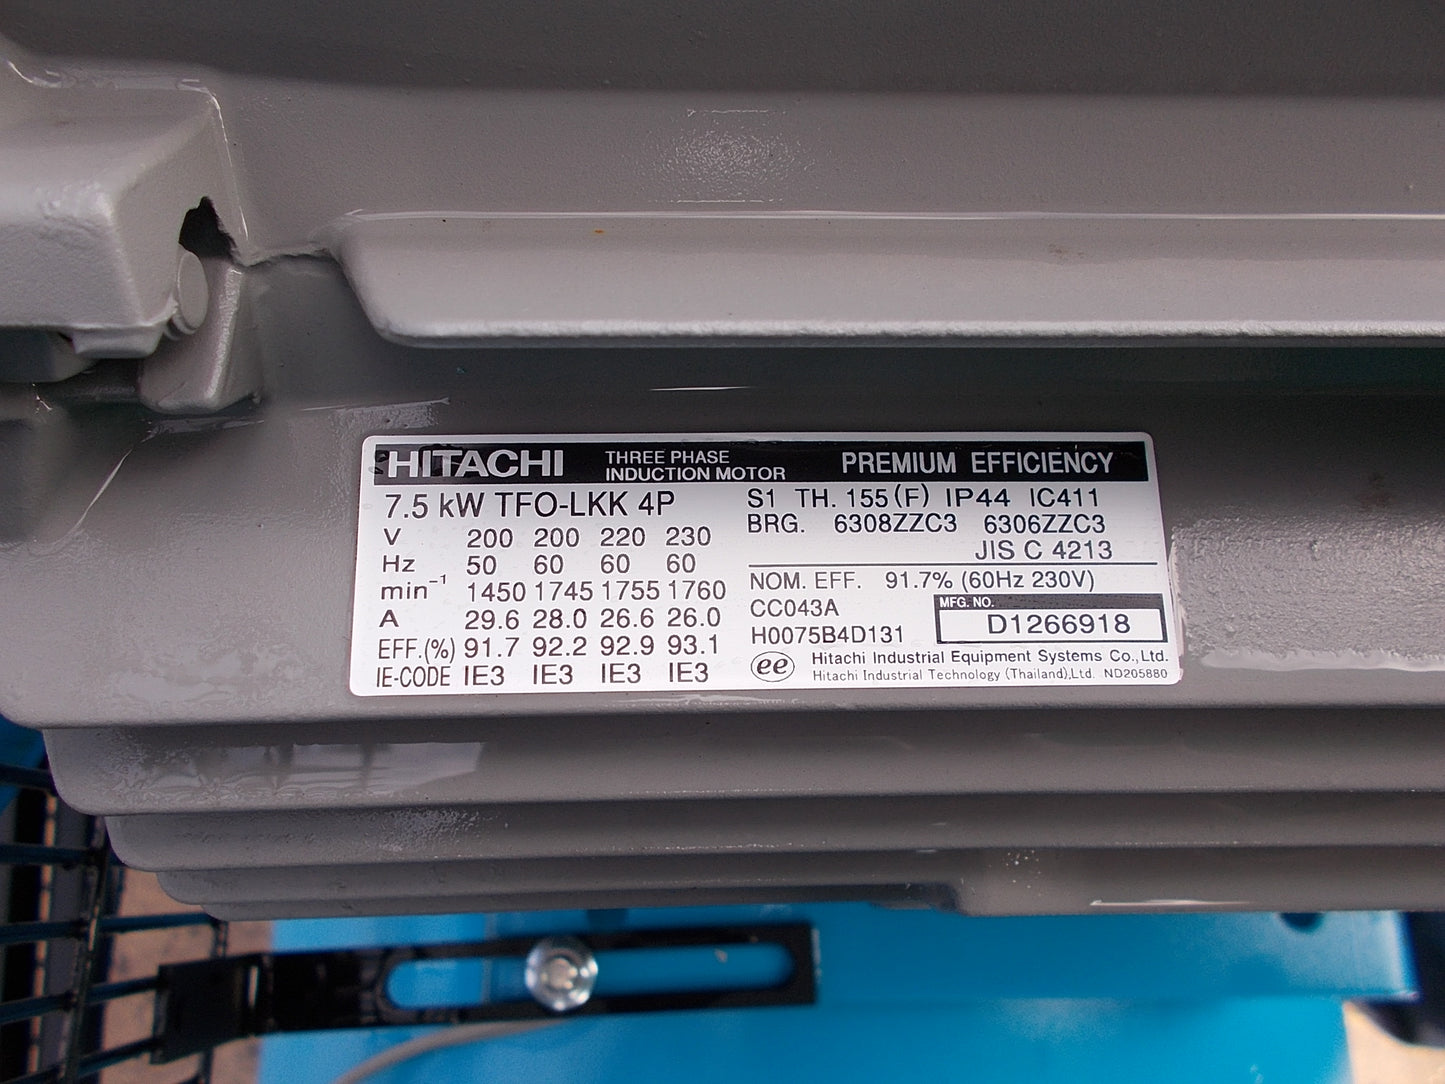 HITACHI THREE PHASE
INDUCTION MOTOR
PREMIUM EFFICIENCY
7.5 kW TFO-LKK 4P
V 200 200 220 230
Hz 50 60 60 60
min⁻¹ 1450 1745 1755 1760
A 29.6 28.0 26.6 26.0
EFF.(%) 91.7 92.2 92.9 93.1
IE-CODE IE3 IE3 IE3 IE3
S1 TH. 155(F) IP44 IC411
BRG. 6308ZZC3 6306ZZC3
JIS C 4213
NOM. EFF. 91.7% (60Hz 230V)
CC043A
H0075B4D131
MFG. NO.
D1266918
ee Hitachi Industrial Equipment Systems Co.,Ltd.
Hitachi Industrial Technology (Thailand),Ltd. ND205880